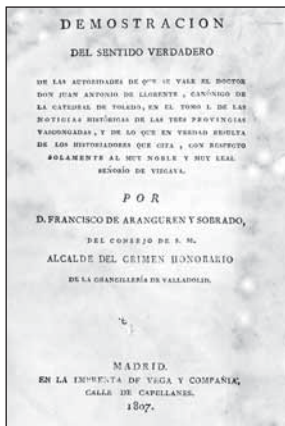 DEMOSTRACION
DEL SENTIDO VERDADERO
DE LAS AUTORIDADES DE QUE SE VALE EL DOCTOR
DON JUAN ANTONIO DE LLORENTE, CANÓNIGO DE
LA CATEDRAL DE TOLEDO, EN EL TOMO I. DE LAS
NOTICIAS HISTÓRICAS DE LAS TRES PROVINCIAS
VASCONGADAS, Y DE LO QUE EN VERDAD RESULTA
DE LOS HISTORIADORES QUE CITA, CON RESPECTO
SOLAMENTE AL MUY NOBLE Y MUY LEAL
SEÑORÍO DE VIZCAYA.
POR
D. FRANCISCO DE ARANGUREN Y SOBRADO,
DEL CONSEJO DE S. M.
ALCALDE DEL CRIMEN HONORARIO
DE LA CHANCILLERÍA DE VALLADOLID.
MADRID.
EN LA IMPRENTA DE VEGA Y COMPAÑÍA,
CALLE DE CAPELLANES.
1807.